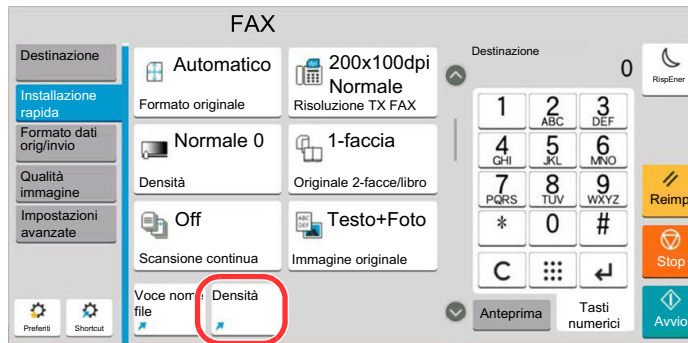 FAX
Destinazione
Installazione
rapida
Formato dati
orig/invio
Qualità
immagine
Impostazioni
avanzate
Preferiti
Shortcut
Automatico
Formato originale
200x100dpi
Normale
Risoluzione TX FAX
Normale 0
Densità
1-faccia
Originale 2-facce/libro
Off
Scansione continua
ABC
DEF
Testo+Foto
Immagine originale
Voce nome
file
Densità
Destinazione
0
1
2
ABC
3
DEF
4
GHI
5
JKL
6
MNO
7
PQRS
8
TUV
9
WXYZ
*
0
#
C
Anteprima
Tasti
numerici
RispEner
Reimp
Stop
Avvio